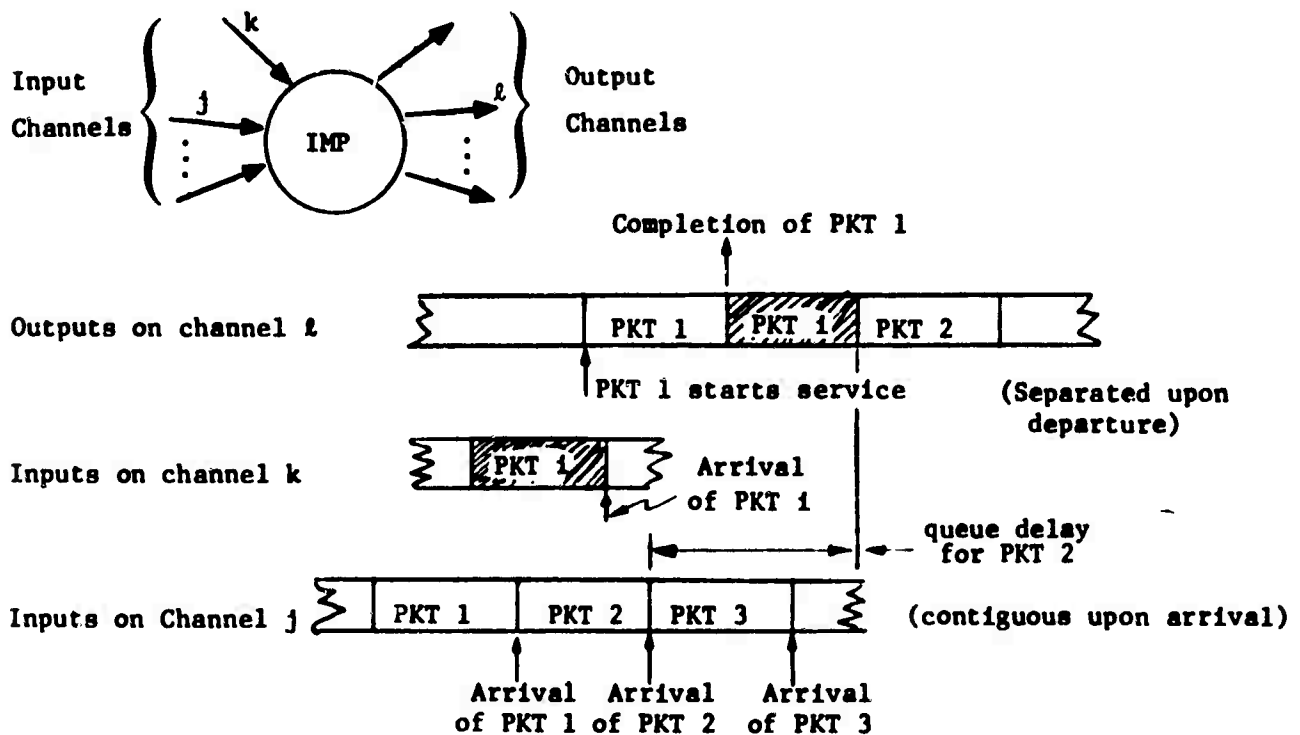 k
Input
Channels
j
IMP
ℓ
Output
Channels
Completion of PKT 1
Outputs on channel ℓ
PKT 1
PKT i
PKT 2
PKT 1 starts service
(Separated upon
departure)
Inputs on channel k
PKT i
Arrival
of PKT i
queue delay
for PKT 2
Inputs on Channel j
PKT 1
PKT 2
PKT 3
(contiguous upon arrival)
Arrival
of PKT 1
Arrival
of PKT 2
Arrival
of PKT 3